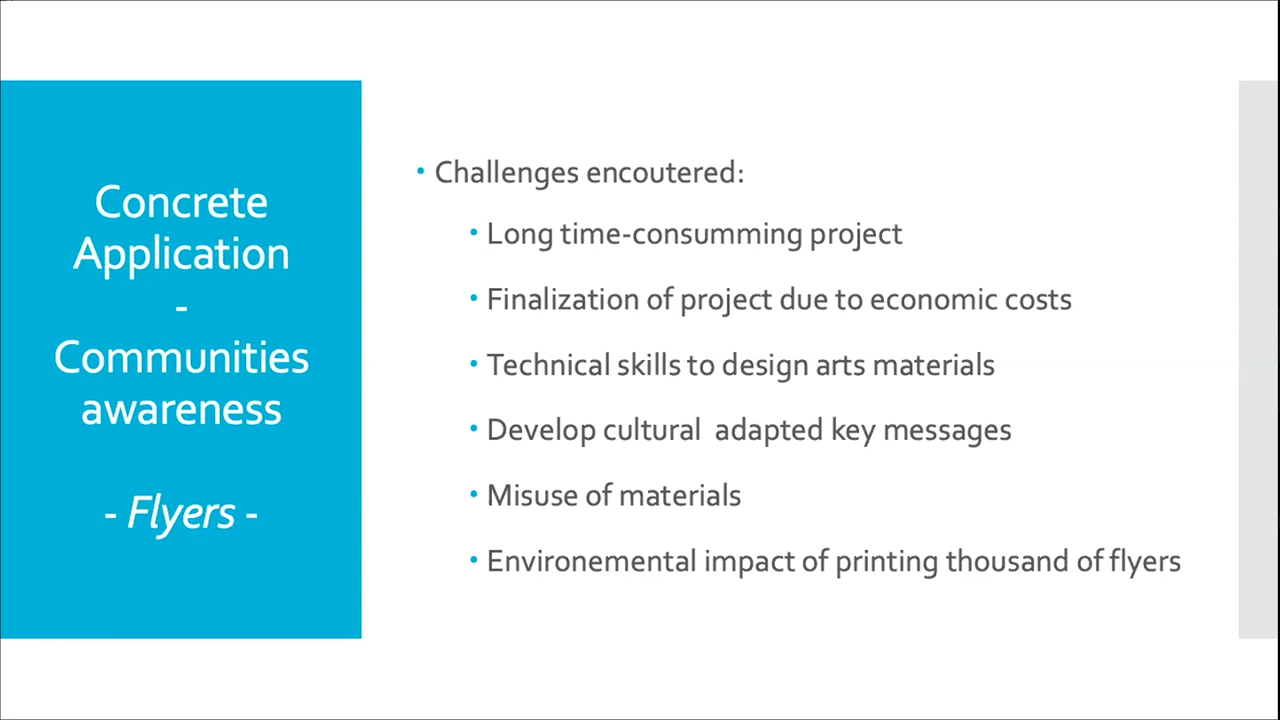 Concrete
Application
-
Communities
awareness
- Flyers -
• Challenges encoutered:
• Long time-consumming project
• Finalization of project due to economic costs
• Technical skills to design arts materials
• Develop cultural  adapted key messages
• Misuse of materials
• Environemental impact of printing thousand of flyers